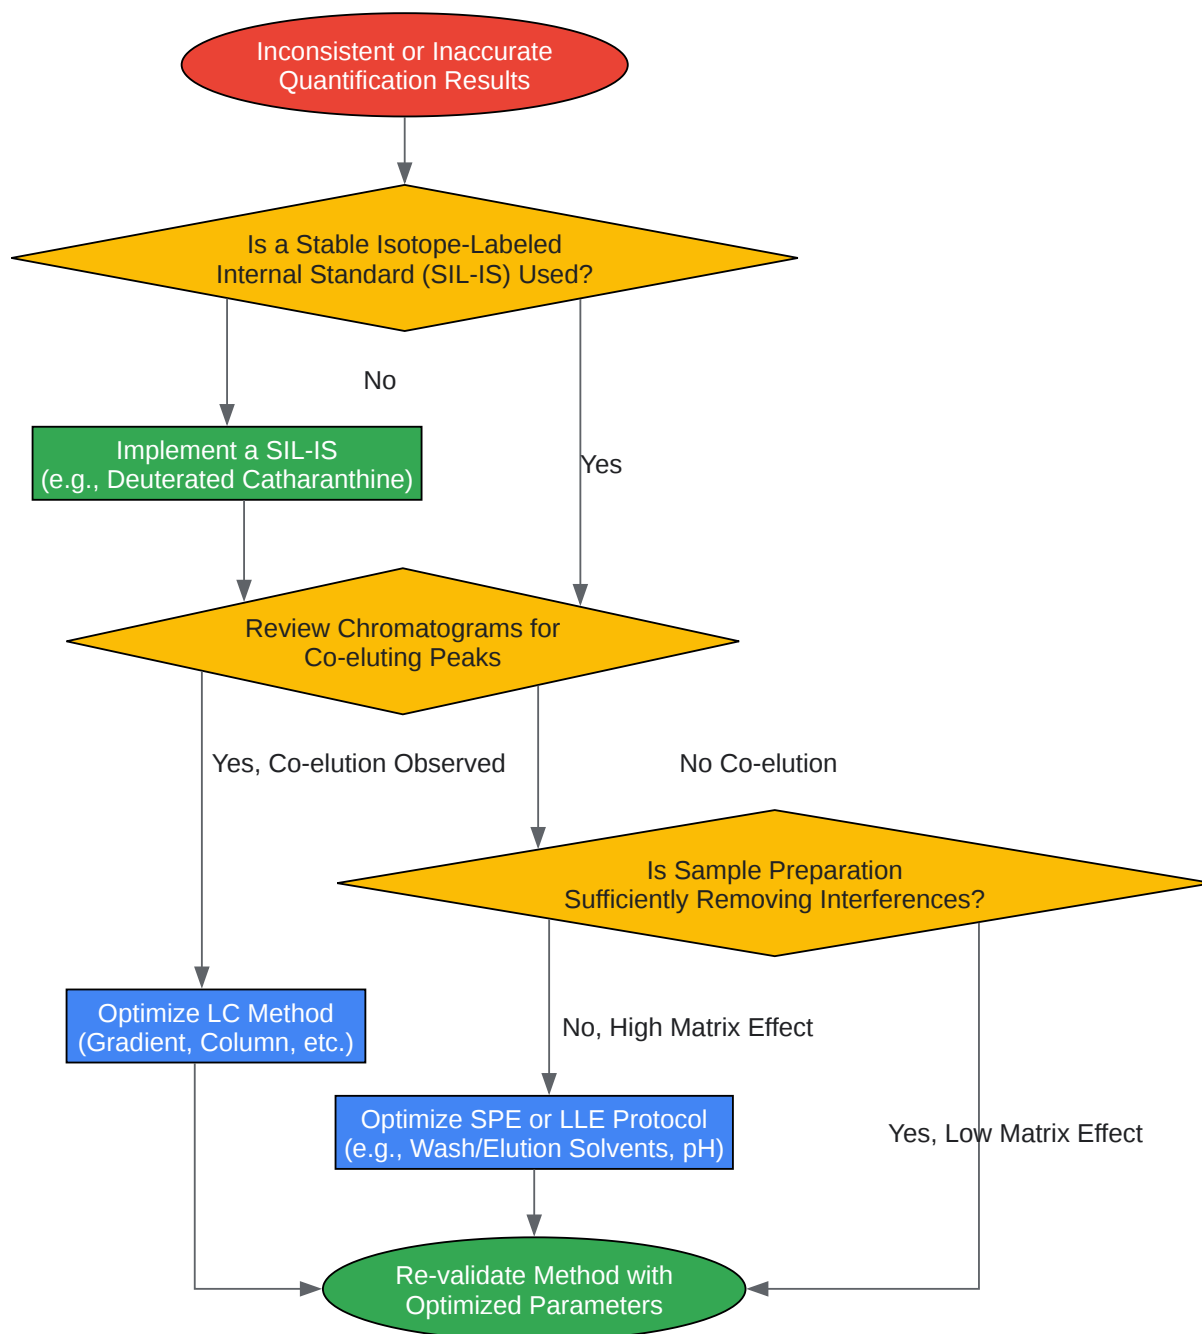 Inconsistent or Inaccurate
Quantification Results
Is a Stable Isotope-Labeled
Internal Standard (SIL-IS) Used?
No
Implement a SIL-IS
(e.g., Deuterated Catharanthine)
Yes
Review Chromatograms for
Co-eluting Peaks
Yes, Co-elution Observed
No Co-elution
Is Sample Preparation
Sufficiently Removing Interferences?
Optimize LC Method
(Gradient, Column, etc.)
No, High Matrix Effect
Optimize SPE or LLE Protocol
(e.g., Wash/Elution Solvents, pH)
Yes, Low Matrix Effect
Re-validate Method with
Optimized Parameters